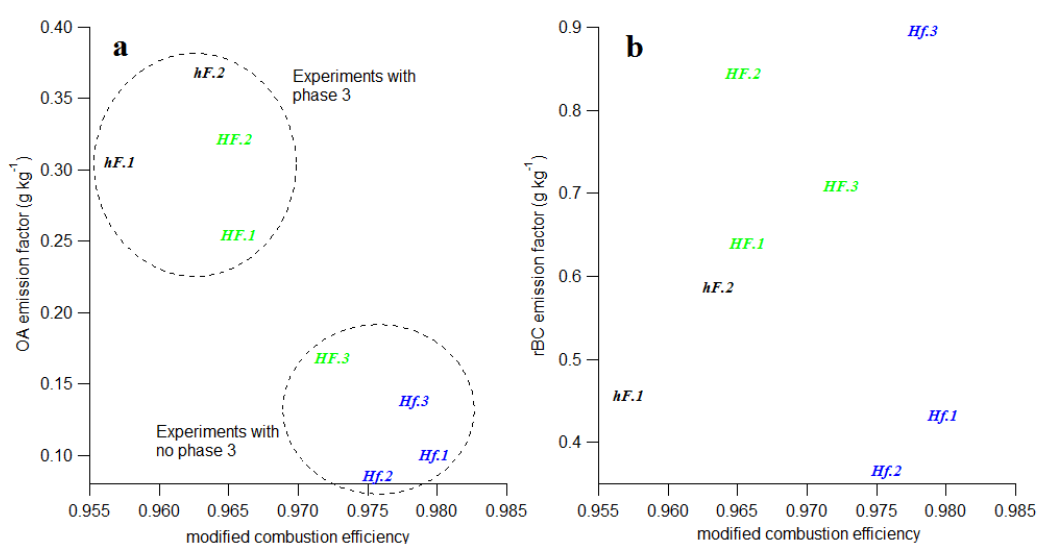 a
0.40
0.35
0.30
0.25
0.20
0.15
0.10
OA emission factor (g kg-1)
hF.2
Experiments with
phase 3
HF.2
hF.1
HF.1
HF.3
Hf.3
Experiments with
no phase 3
Hf.1
Hf.2
0.955 0.960 0.965 0.970 0.975 0.980 0.985
modified combustion efficiency
b
0.9
0.8
0.7
0.6
0.5
0.4
rBC emission factor (g kg-1)
Hf.3
HF.2
HF.3
HF.1
hF.2
hF.1
Hf.1
Hf.2
0.955 0.960 0.965 0.970 0.975 0.980 0.985
modified combustion efficiency